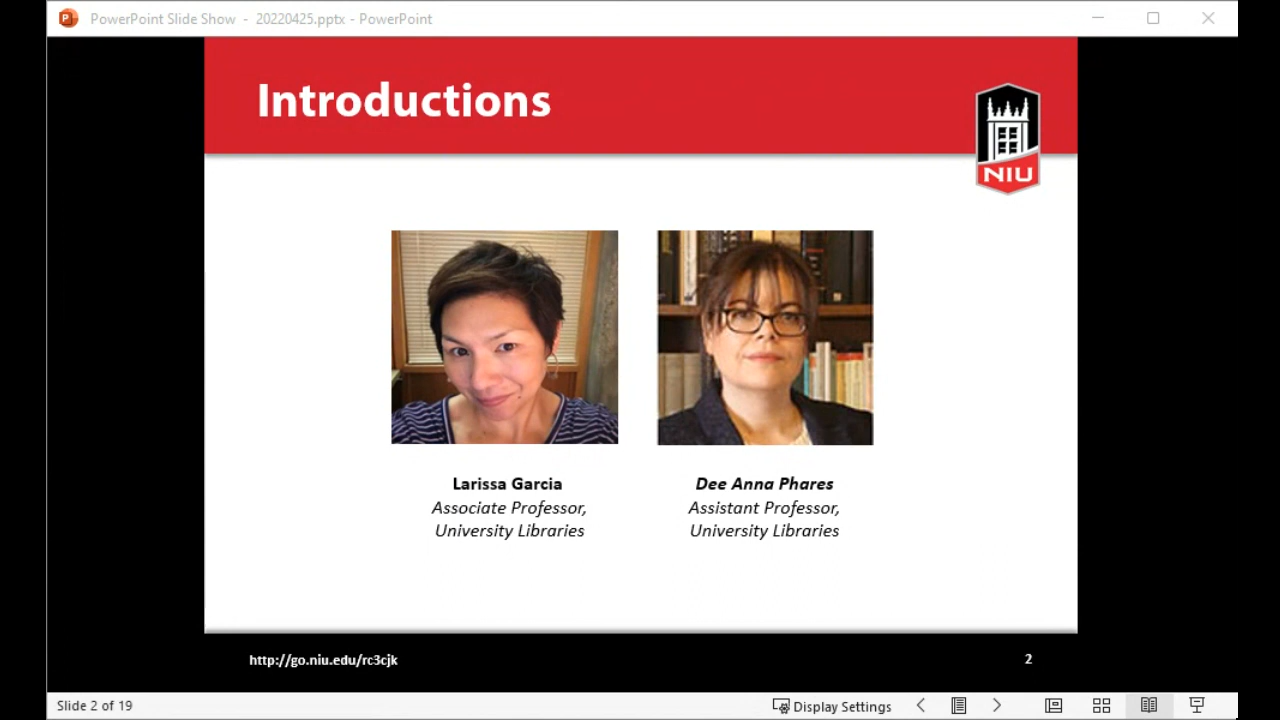 PowerPoint Slide Show - 20220425.pptx - PowerPoint
Introductions
NIU
Larissa Garcia
Associate Professor,
University Libraries
Dee Anna Phares
Assistant Professor,
University Libraries
http://go.niu.edu/rc3cjk
2
Slide 2 of 19
Display Settings